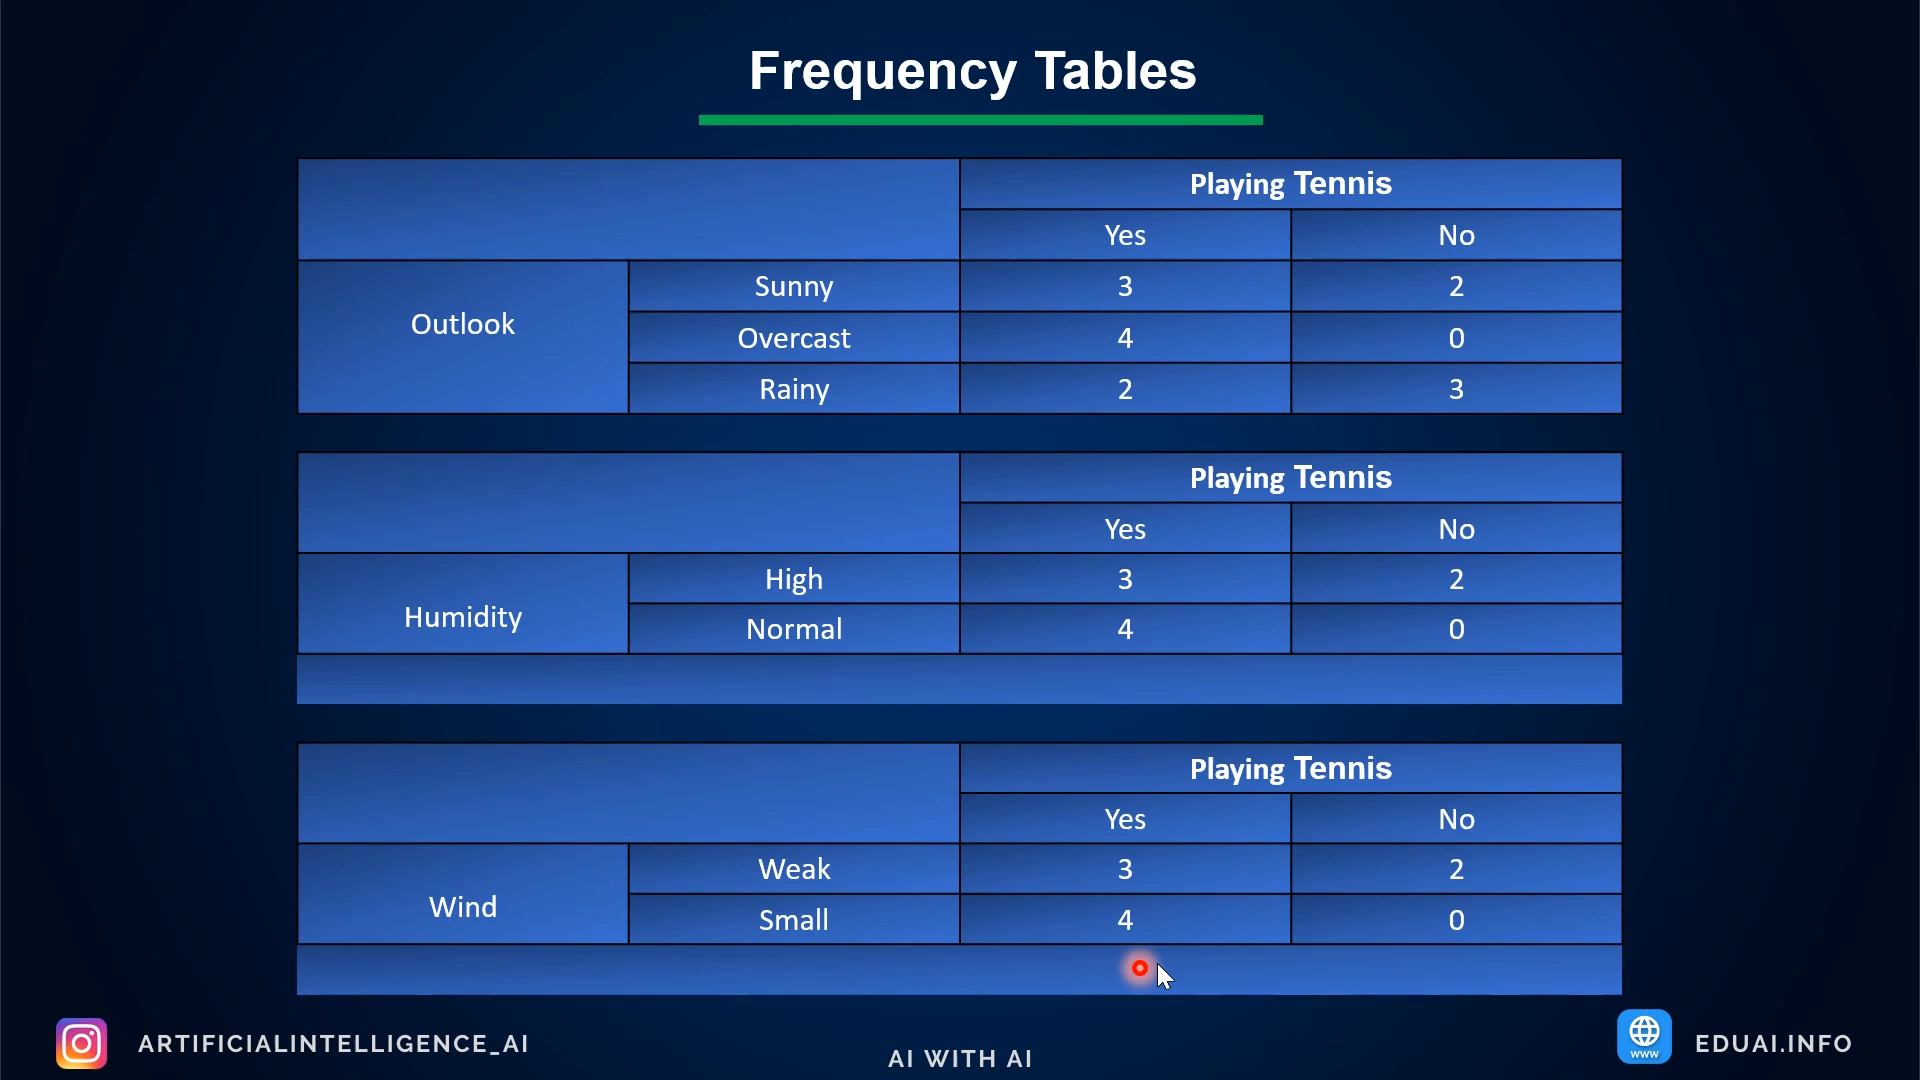 Frequency Tables
Playing Tennis
Yes No
Outlook
Sunny 3 2
Overcast 4 0
Rainy 2 3
Playing Tennis
Yes No
Humidity
High 3 2
Normal 4 0
Playing Tennis
Yes No
Wind
Weak 3 2
Small 4 0
ARTIFICIALINTELLIGENCE_AI
AI WITH AI
www
EDUAI.INFO